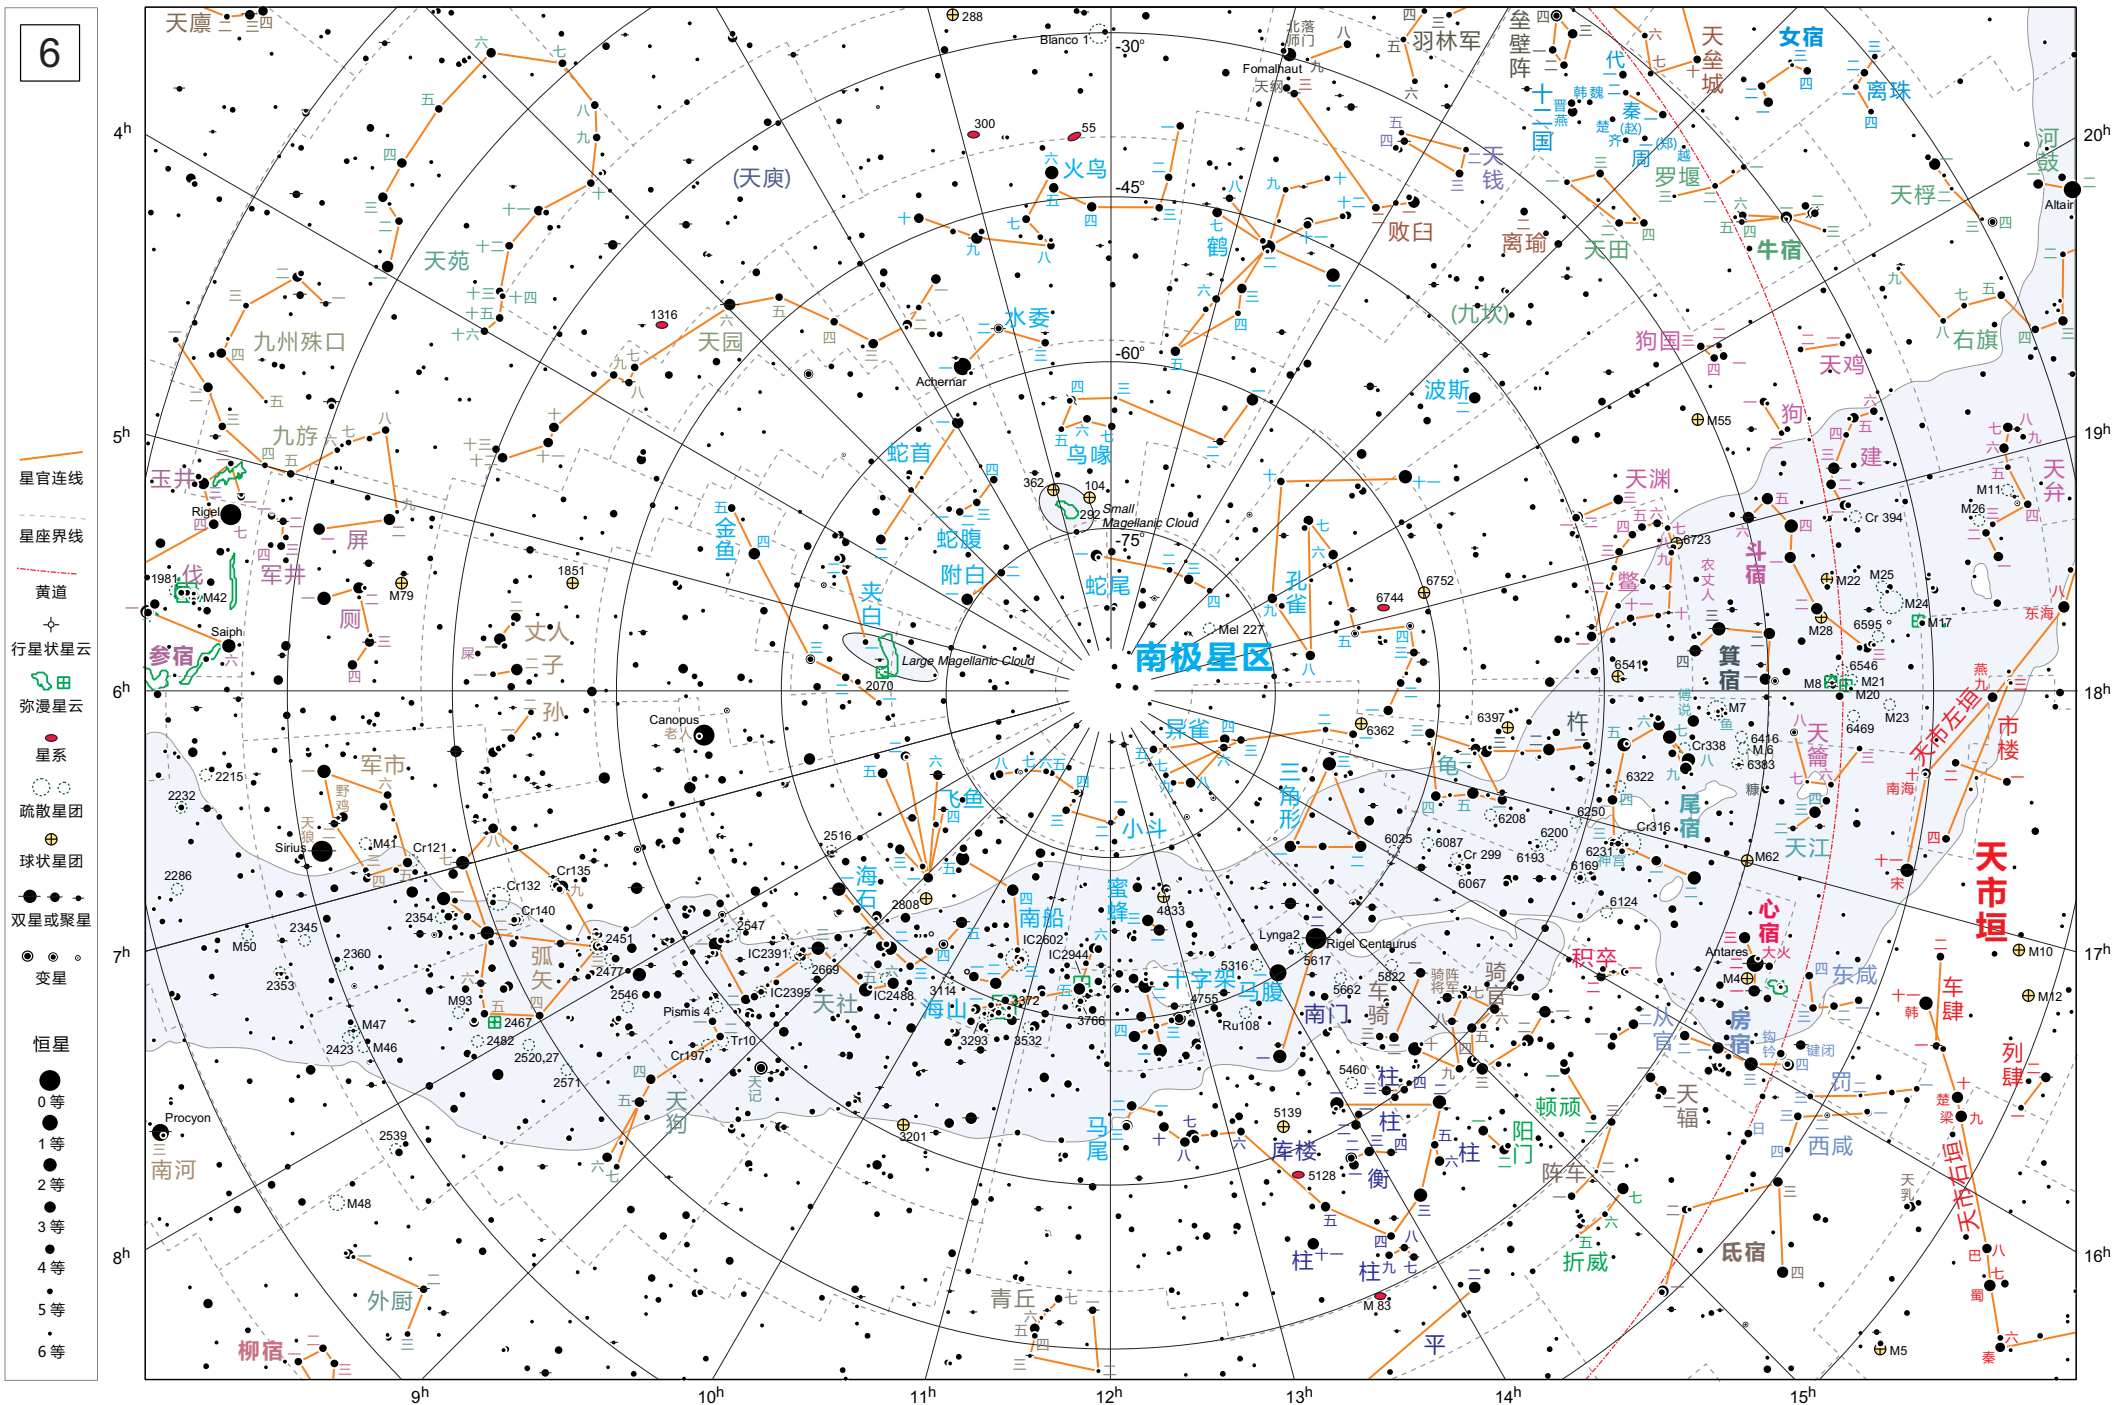 6
星官连线
星座界线
黄道
行星状星云
弥漫星云
星系
疏散星团
球状星团
双星或聚星
变星
恒星
0 等
1 等
2 等
3 等
4 等
5 等
6 等
4h
5h
6h
7h
8h
9h
10h
11h
12h
13h
14h
15h
16h
17h
18h
19h
20h
-30°
-45°
-60°
-75°
天廪
288
Blanco 1
北落师门
Fomalhaut
天纲
羽林军
垒壁阵
天垒城
女宿
离珠
代
十二国
韩
魏
晋
燕
秦
楚
(赵)
齐
周
(郑)
越
河鼓
Altair
300
55
火鸟
(天庾)
天钱
罗堰
天桴
天苑
鹤
败臼
离瑜
天田
牛宿
九州殊口
1316
天园
水委
Achernar
(九坎)
狗国
天鸡
右旗
波斯
M55
狗
建
九斿
蛇首
鸟喙
362
104
292
Small
Magellanic Cloud
玉井
Rigel
屏
军井
金鱼
蛇腹
附白
蛇尾
天渊
6723
斗宿
Cr 394
天弁
M11
M26
伐
1981
M42
厕
M79
1851
夹白
孔雀
6744
6752
鳖
农丈人
M22
M25
M24
M28
6595
M17
东海
Saiph
参宿
丈人
屎
子
孙
Large Magellanic Cloud
2070
Mel 227
南极星区
6541
箕宿
6546
M21
M8
M20
M23
燕
天市左垣
市楼
Canopus
老人
异雀
6362
6397
杵
傅说
M7
鱼
6416
M 6
6383
糠
天籥
6469
南海
军市
野鸡
天狼
Sirius
2215
2232
M41
Cr121
飞鱼
小斗
三角形
龟
6322
尾宿
Cr338
6208
6250
Cr316
6231
神宫
6200
6193
6169
6025
6087
Cr 299
6067
天江
M62
宋
天市垣
2286
2354
Cr132
Cr135
Cr140
2516
海石
2808
南船
蜜蜂
4833
6124
心宿
大火
Antares
M4
M10
M50
2345
2360
2353
弧矢
2451
2477
2547
IC2391
2669
IC2602
IC2944
Lynga2
Rigel Centaurus
5316
5617
5822
5662
积卒
东咸
M12
M93
2467
2482
2546
IC2395
天社
IC2488
3114
海山
3372
3293
3532
3766
十字架
4755
马腹
Ru108
南门
车骑
骑阵将军
骑官
从官
房宿
钩钤
键闭
车肆
韩
列肆
M47
2423
M46
2520,27
2571
Pismis 4
Cr197
Tr10
天记
天狗
5460
柱
柱
顿顽
天辐
罚
楚
梁
Procyon
南河
2539
3201
马尾
5139
库楼
5128
衡
柱
阳门
阵车
日
西咸
天乳
天市右垣
M48
外厨
青丘
柱
柱
M 83
平
折威
氐宿
巴
蜀
M5
秦
柳宿